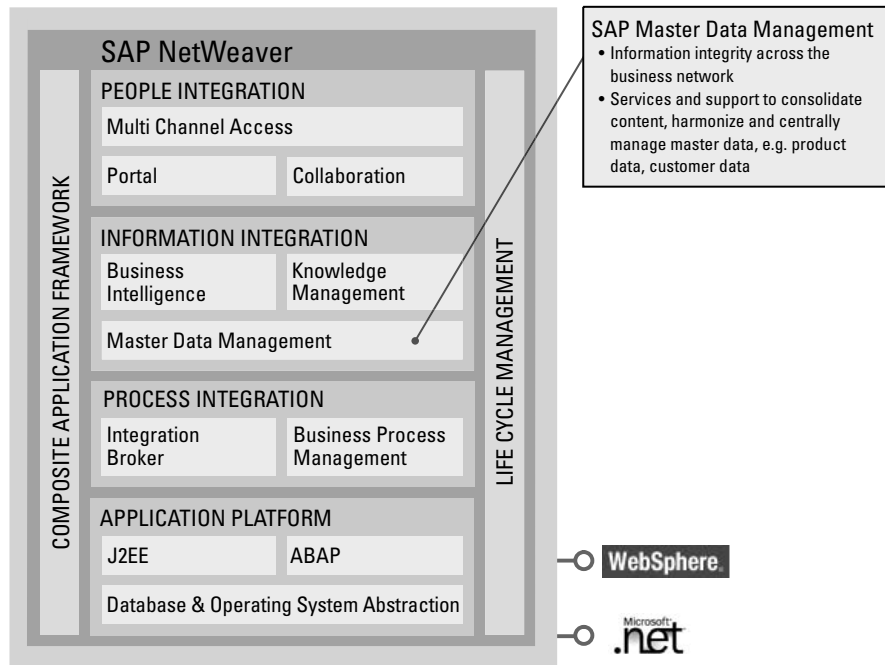 SAP NetWeaver
COMPOSITE APPLICATION FRAMEWORK
PEOPLE INTEGRATION
Multi Channel Access
Portal
Collaboration
INFORMATION INTEGRATION
Business
Intelligence
Knowledge
Management
Master Data Management
PROCESS INTEGRATION
Integration
Broker
Business Process
Management
APPLICATION PLATFORM
J2EE
ABAP
Database & Operating System Abstraction
LIFE CYCLE MANAGEMENT
SAP Master Data Management
• Information integrity across the
business network
• Services and support to consolidate
content, harmonize and centrally
manage master data, e.g. product
data, customer data
WebSphere.
Microsoft
.net